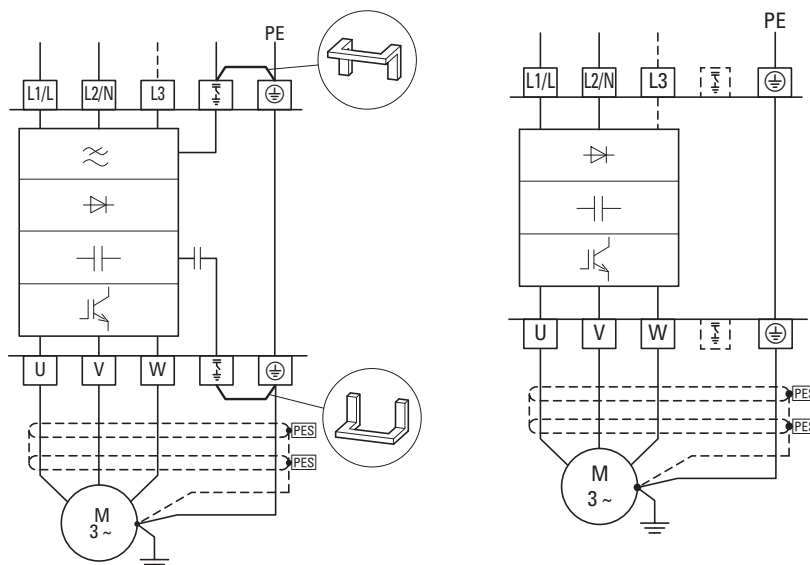 PE
L1/L L2/N L3
U V W
PES
PES
M
3 ~
PE
L1/L L2/N L3
U V W
PES
PES
M
3 ~